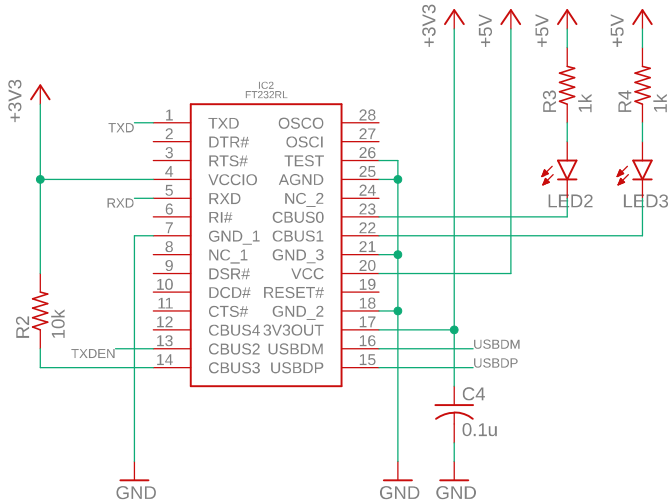 +3V3
+5V
+5V
+5V
+3V3
IC2
FT232RL
R3
1k
R4
1k
TXD
1
TXD
OSCO
28
2
DTR#
OSCI
27
3
RTS#
TEST
26
4
VCCIO
AGND
25
RXD
5
RXD
NC_2
24
6
RI#
CBUS0
23
LED2
LED3
7
GND_1
CBUS1
22
8
NC_1
GND_3
21
9
DSR#
VCC
20
10
DCD#
RESET#
19
11
CTS#
GND_2
18
R2
10k
12
CBUS4
3V3OUT
17
TXDEN
13
CBUS2
USBDM
16
USBDM
14
CBUS3
USBDP
15
USBDP
C4
0.1u
GND
GND
GND